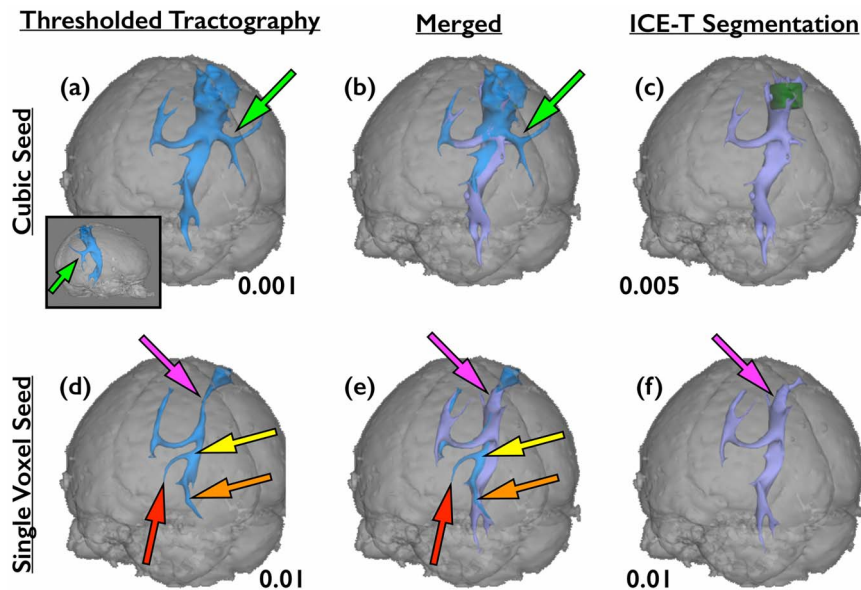 Thresholded Tractography
Merged
ICE-T Segmentation
Cubic Seed
(a)
(b)
(c)
0.001
0.005
Single Voxel Seed
(d)
(e)
(f)
0.01
0.01